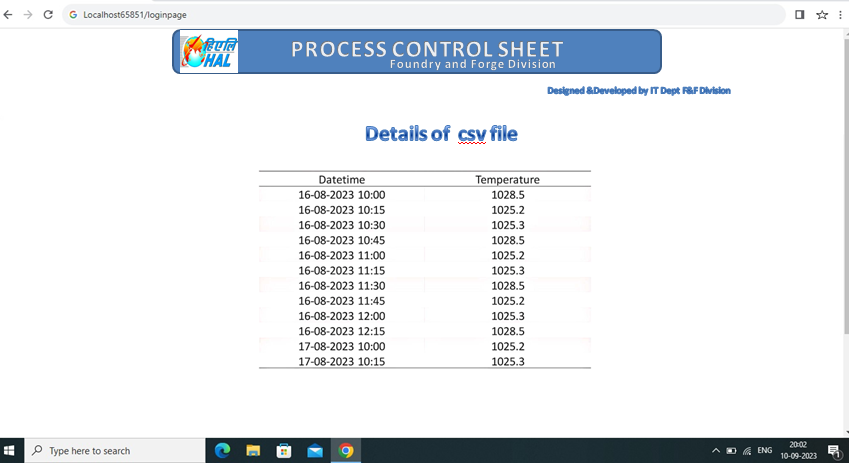 Localhost65851/loginpage
हिएलि
HAL
PROCESS CONTROL SHEET
Foundry and Forge Division
Designed &Developed by IT Dept F&F Division
Details of csv file
Datetime Temperature
16-08-2023 10:00 1028.5
16-08-2023 10:15 1025.2
16-08-2023 10:30 1025.3
16-08-2023 10:45 1028.5
16-08-2023 11:00 1025.2
16-08-2023 11:15 1025.3
16-08-2023 11:30 1028.5
16-08-2023 11:45 1025.2
16-08-2023 12:00 1025.3
16-08-2023 12:15 1028.5
17-08-2023 10:00 1025.2
17-08-2023 10:15 1025.3
Type here to search
ENG
20:02
10-09-2023
1